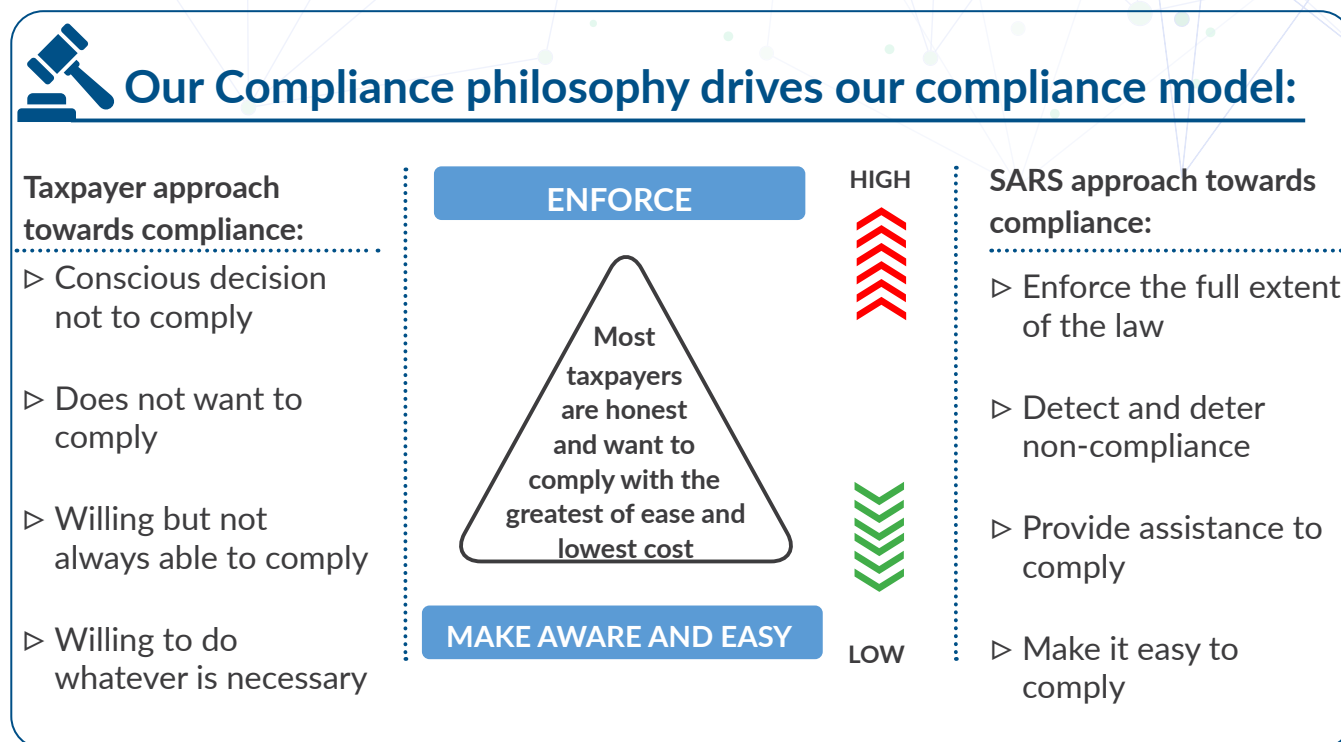 Our Compliance philosophy drives our compliance model:
Taxpayer approach
towards compliance:
▷ Conscious decision
not to comply
▷ Does not want to
comply
▷ Willing but not
always able to comply
▷ Willing to do
whatever is necessary
ENFORCE
Most
taxpayers
are honest
and want to
comply with the
greatest of ease and
lowest cost
MAKE AWARE AND EASY
HIGH
LOW
SARS approach towards
compliance:
▷ Enforce the full extent
of the law
▷ Detect and deter
non-compliance
▷ Provide assistance to
comply
▷ Make it easy to
comply